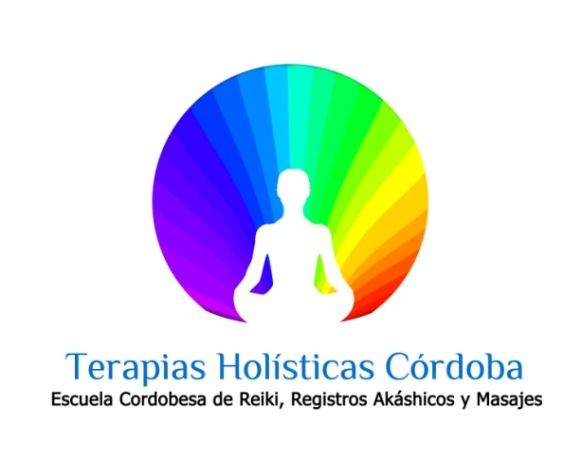 Terapias Holísticas Córdoba
Escuela Cordobesa de Reiki, Registros Akáshicos y Masajes